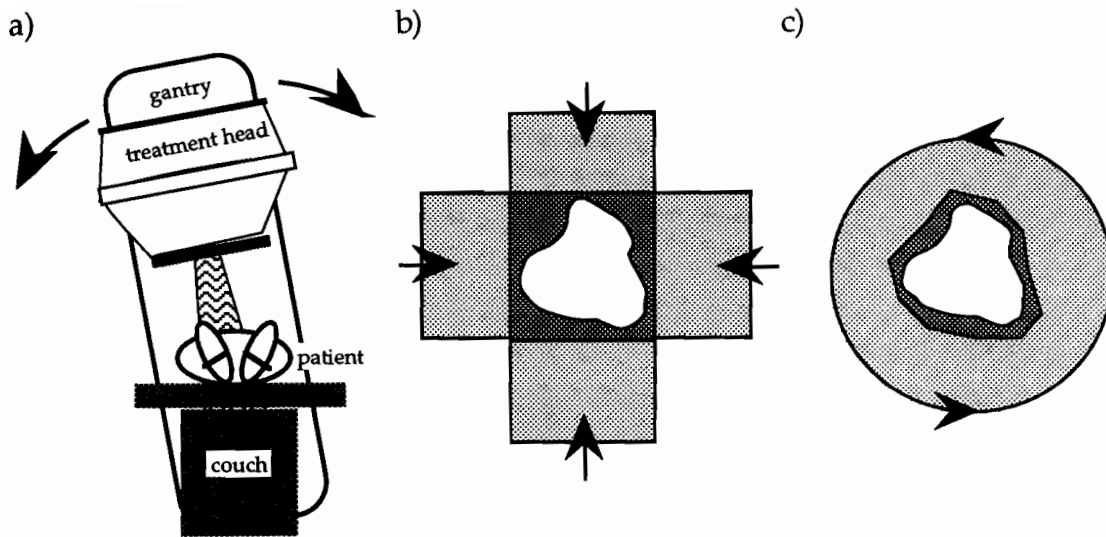 a)
gantry
treatment head
patient
couch
b)
c)